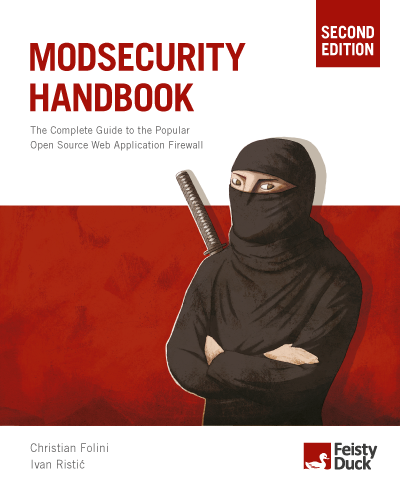 SECOND
EDITION
MODSECURITY
HANDBOOK
The Complete Guide to the Popular
Open Source Web Application Firewall
Christian Folini
Ivan Ristić
Feisty
Duck